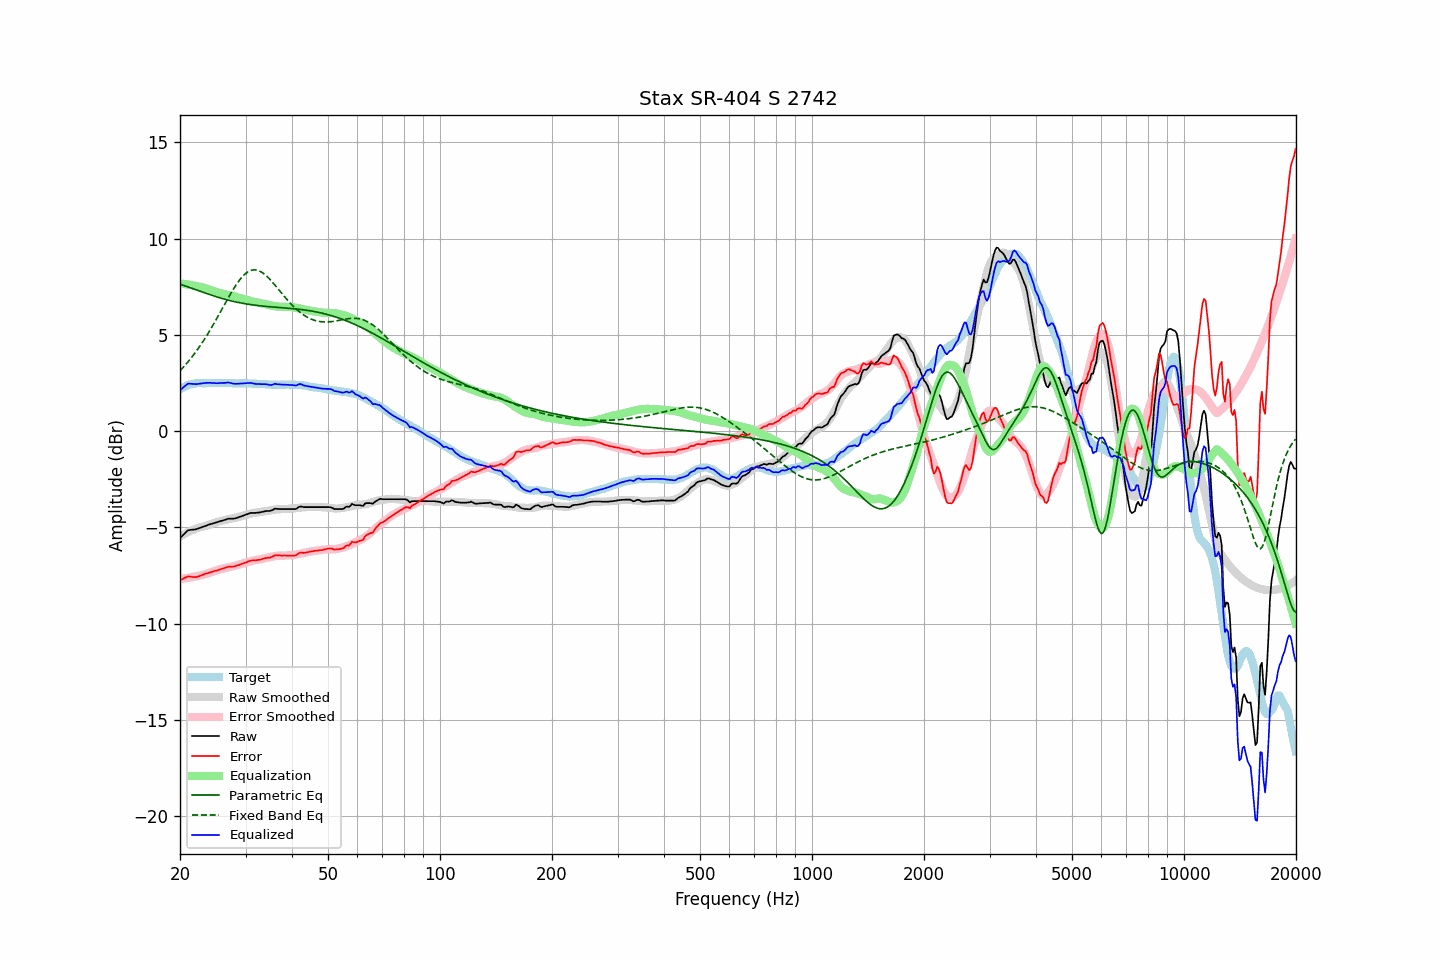 Stax SR-404 S 2742
Amplitude (dBr)
15
10
5
0
−5
−10
−15
−20
Target
Raw Smoothed
Error Smoothed
Raw
Error
Equalization
Parametric Eq
Fixed Band Eq
Equalized
20 50 100 200 500 1000 2000 5000 10000 20000
Frequency (Hz)